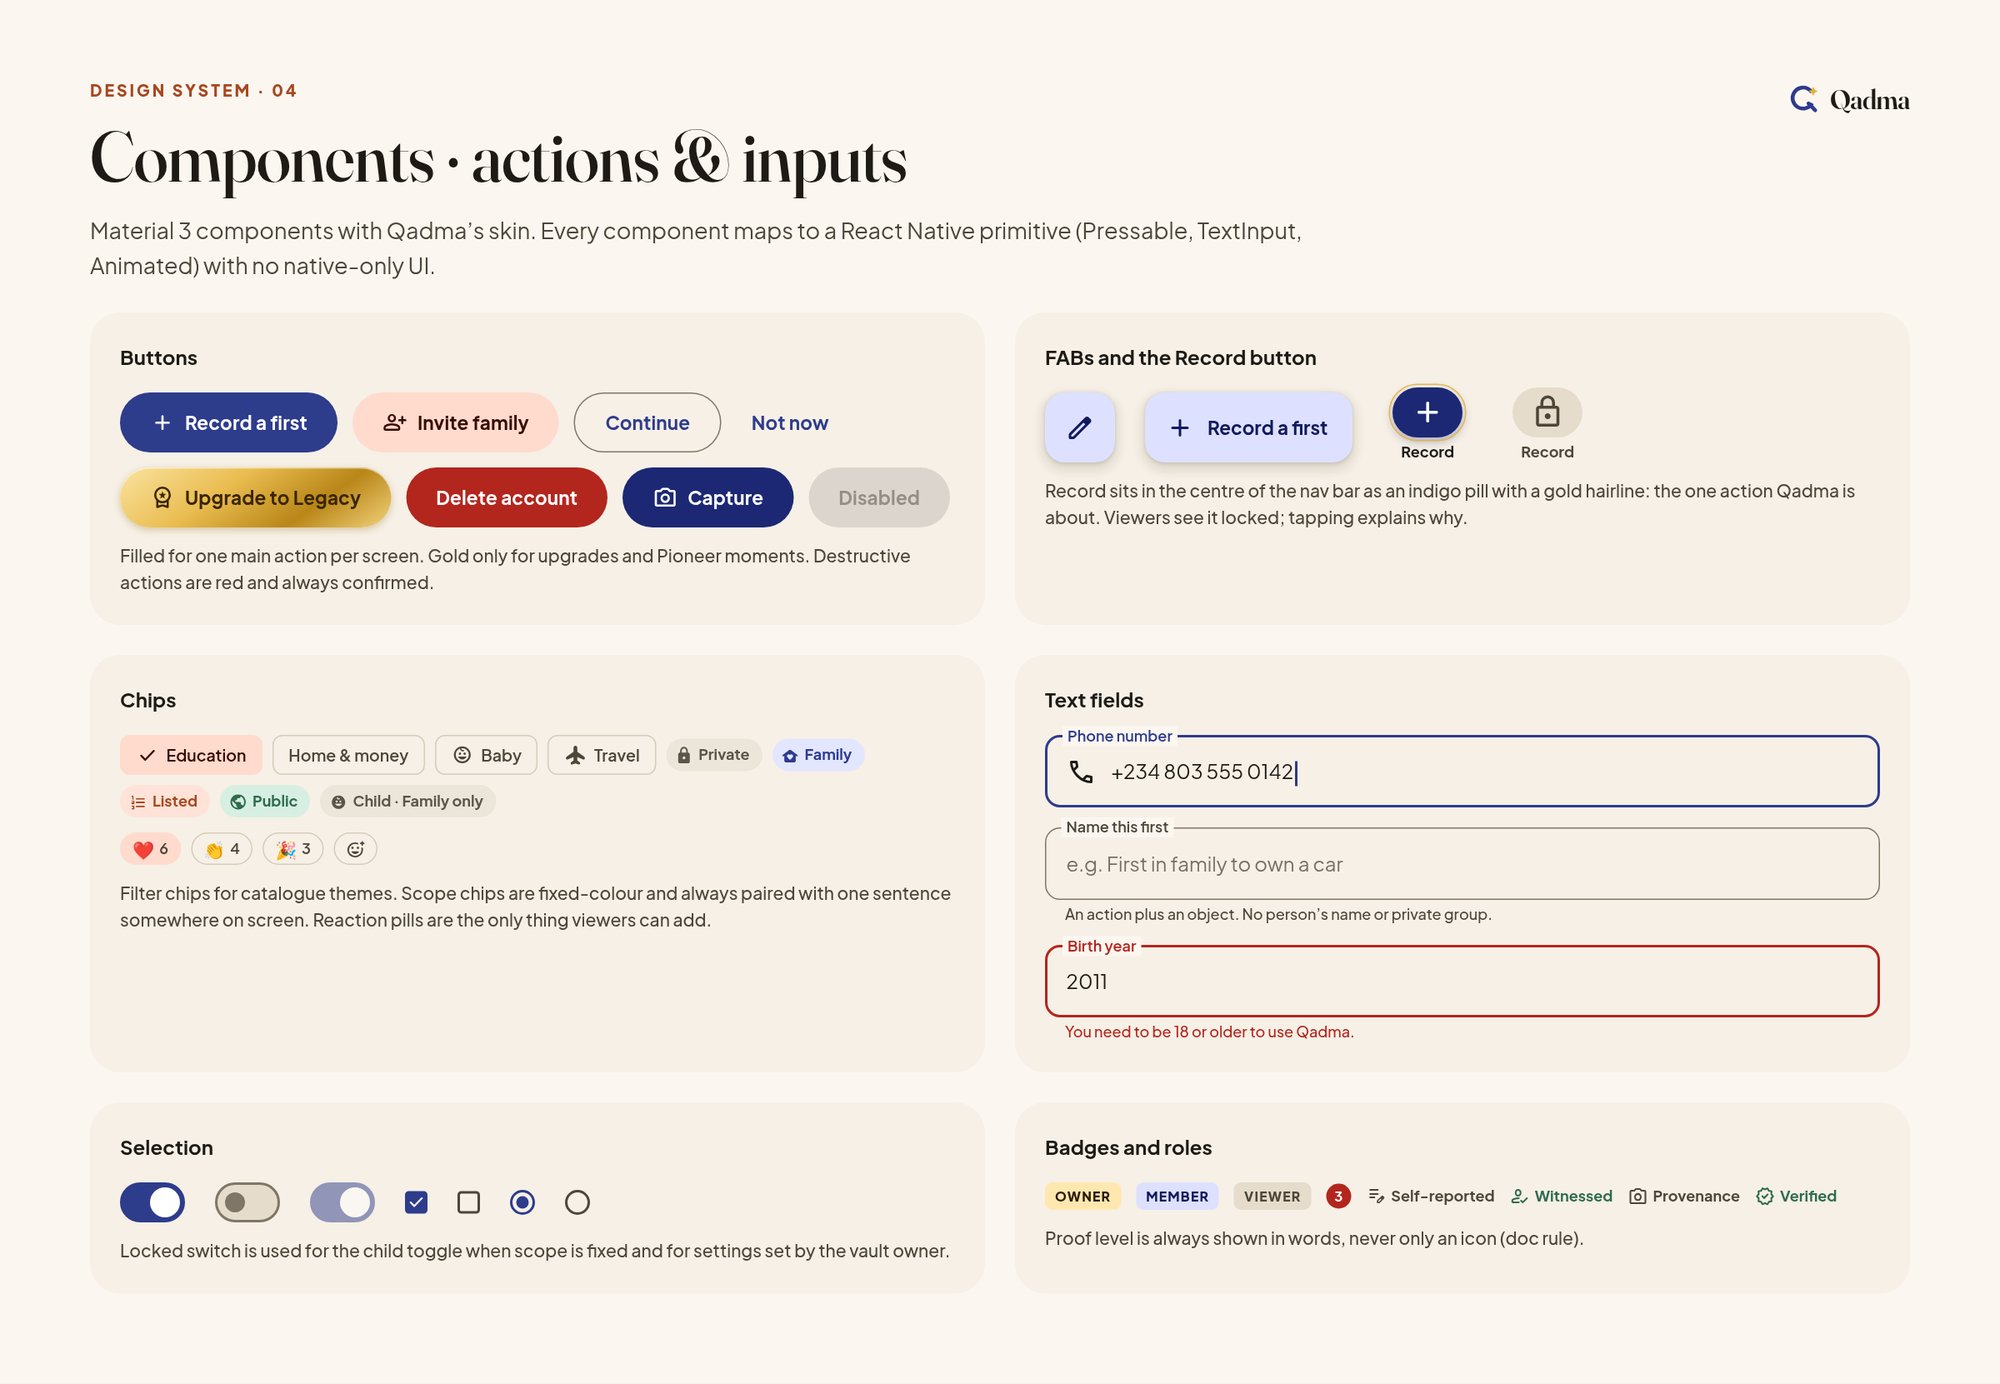 DESIGN SYSTEM · 04
Qadma
Components · actions & inputs
Material 3 components with Qadma’s skin. Every component maps to a React Native primitive (Pressable, TextInput,
Animated) with no native-only UI.
Buttons
Record a first
Invite family
Continue
Not now
Upgrade to Legacy
Delete account
Capture
Disabled
Filled for one main action per screen. Gold only for upgrades and Pioneer moments. Destructive
actions are red and always confirmed.
FABs and the Record button
Record a first
Record
Record
Record sits in the centre of the nav bar as an indigo pill with a gold hairline: the one action Qadma is
about. Viewers see it locked; tapping explains why.
Chips
Education
Home & money
Baby
Travel
Private
Family
Listed
Public
Child · Family only
❤️ 6
👏 4
🎉 3
Filter chips for catalogue themes. Scope chips are fixed-colour and always paired with one sentence
somewhere on screen. Reaction pills are the only thing viewers can add.
Text fields
Phone number
+234 803 555 0142
Name this first
e.g. First in family to own a car
An action plus an object. No person’s name or private group.
Birth year
2011
You need to be 18 or older to use Qadma.
Selection
Locked switch is used for the child toggle when scope is fixed and for settings set by the vault owner.
Badges and roles
OWNER
MEMBER
VIEWER
3
Self-reported
Witnessed
Provenance
Verified
Proof level is always shown in words, never only an icon (doc rule).